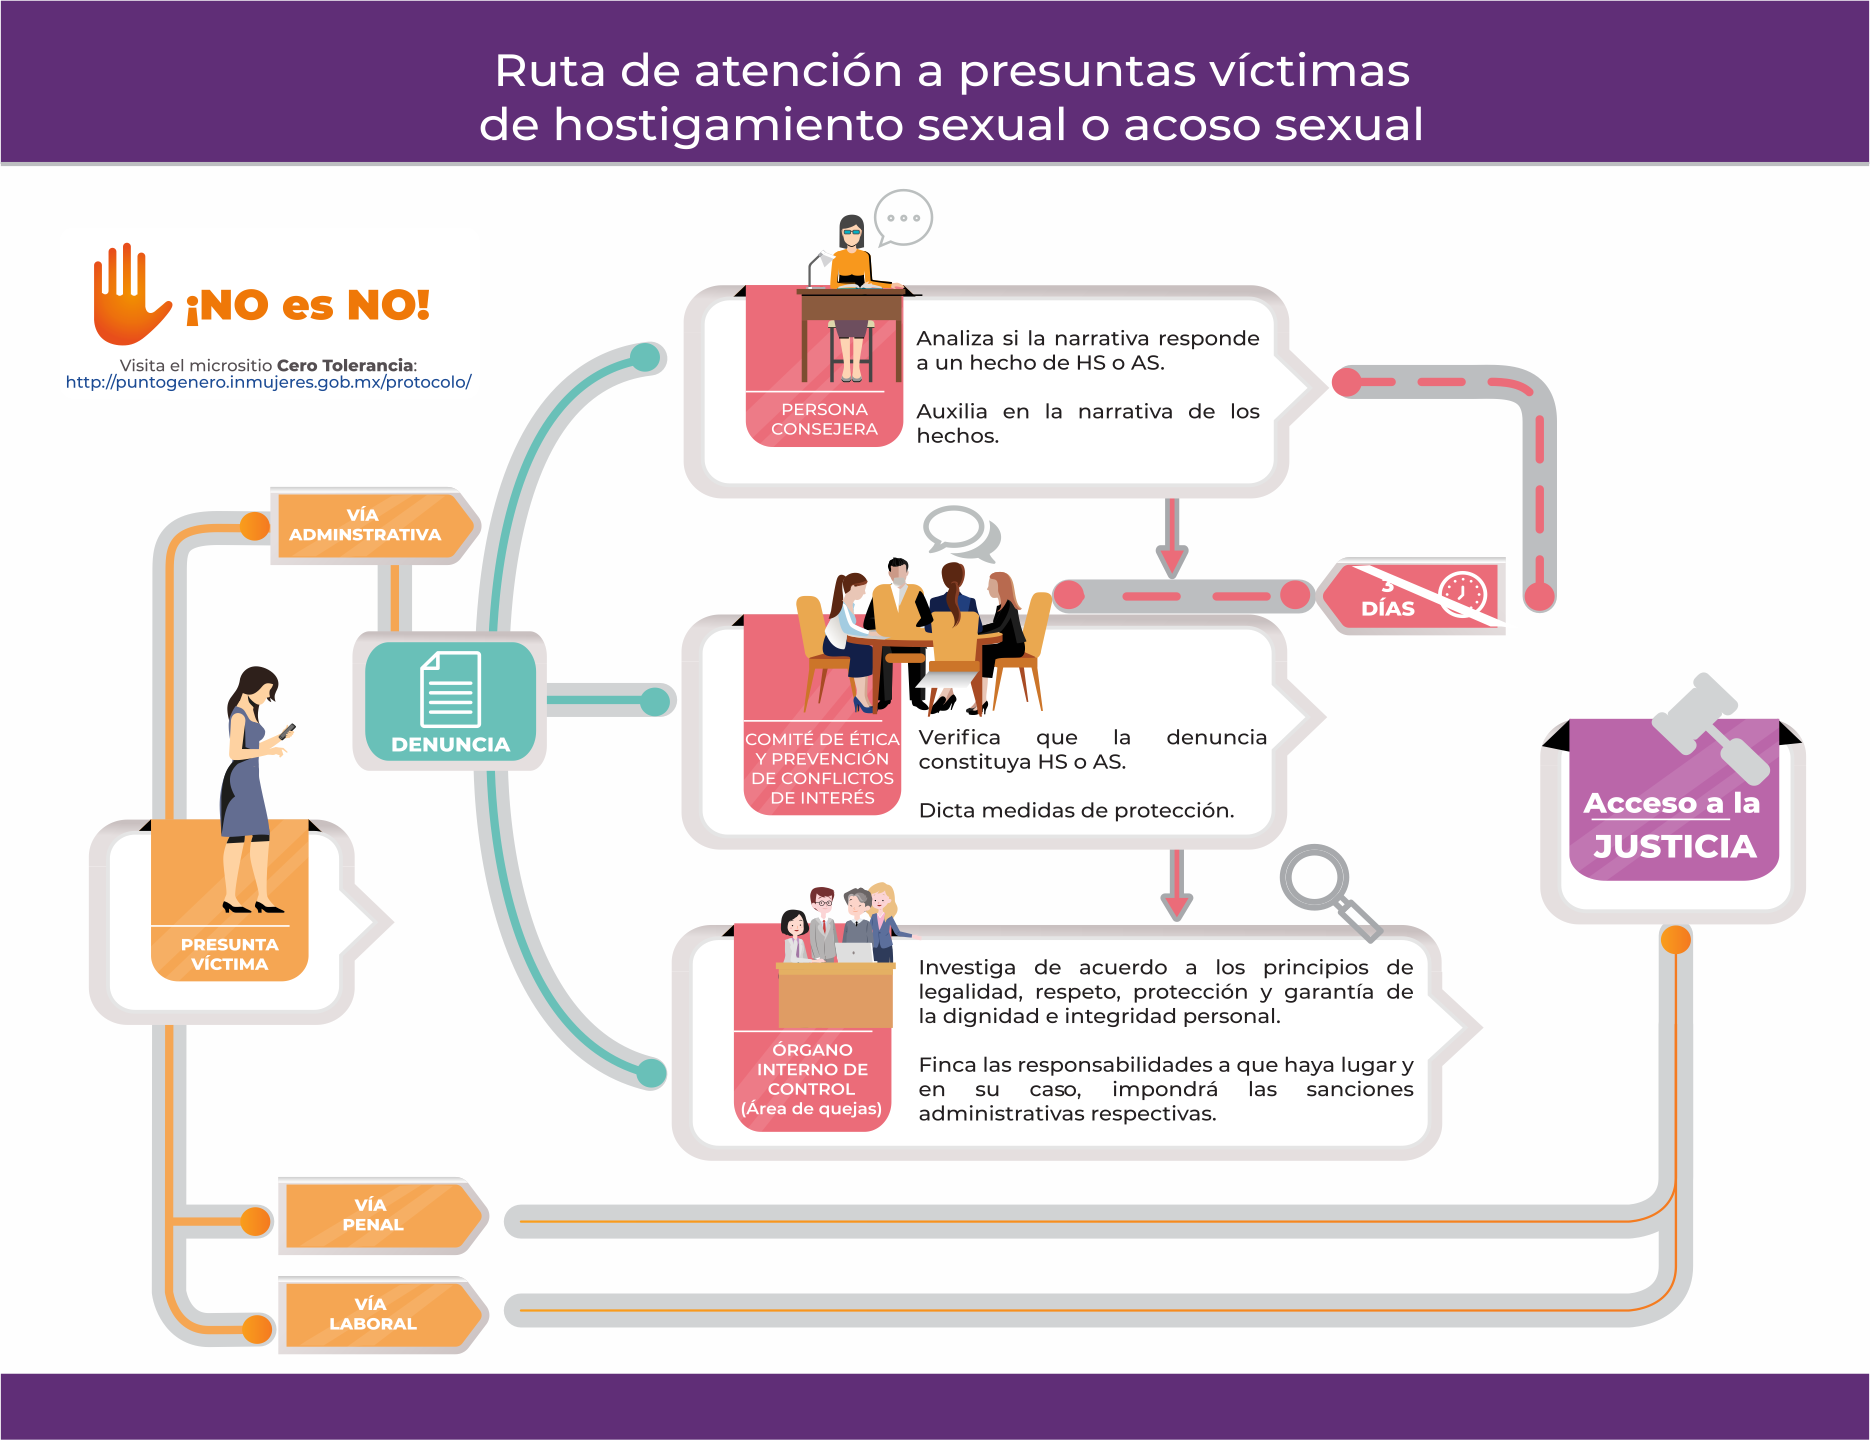 Ruta de atención a presuntas víctimas
de hostigamiento sexual o acoso sexual
¡NO es NO!
Visita el micrositio Cero Tolerancia:
http://puntogenero.inmujeres.gob.mx/protocolo/
PERSONA
CONSEJERA
Analiza si la narrativa responde
a un hecho de HS o AS.
Auxilia en la narrativa de los
hechos.
VÍA
ADMINSTRATIVA
DENUNCIA
3
DÍAS
COMITÉ DE ÉTICA
Y PREVENCIÓN
DE CONFLICTOS
DE INTERÉS
Verifica que la denuncia
constituya HS o AS.
Dicta medidas de protección.
Acceso a la
JUSTICIA
PRESUNTA
VÍCTIMA
ÓRGANO
INTERNO DE
CONTROL
(Área de quejas)
Investiga de acuerdo a los principios de
legalidad, respeto, protección y garantía de
la dignidad e integridad personal.
Finca las responsabilidades a que haya lugar y
en su caso, impondrá las sanciones
administrativas respectivas.
VÍA
PENAL
VÍA
LABORAL